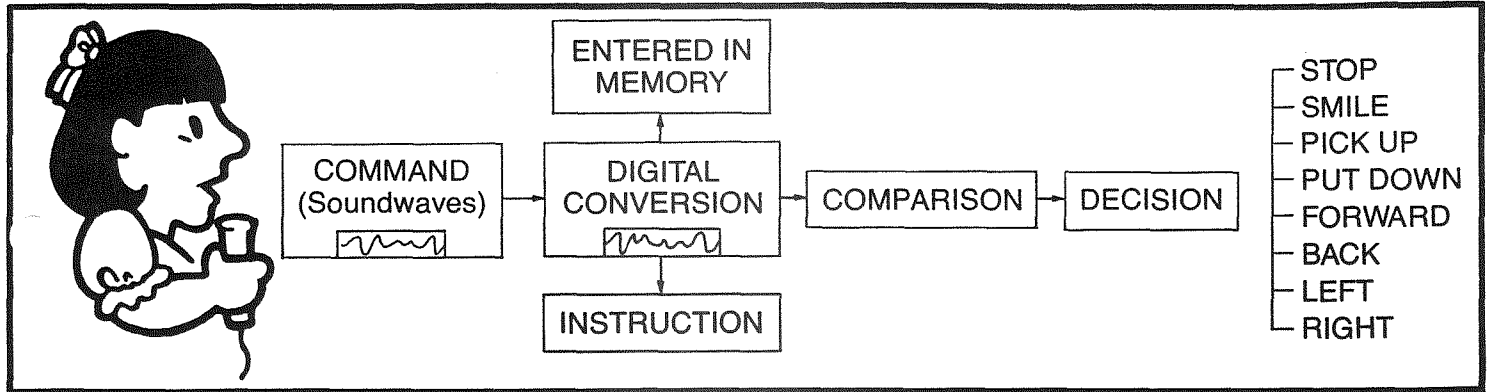 COMMAND
(Soundwaves)
ENTERED IN
MEMORY
DIGITAL
CONVERSION
INSTRUCTION
COMPARISON
DECISION
STOP
SMILE
PICK UP
PUT DOWN
FORWARD
BACK
LEFT
RIGHT